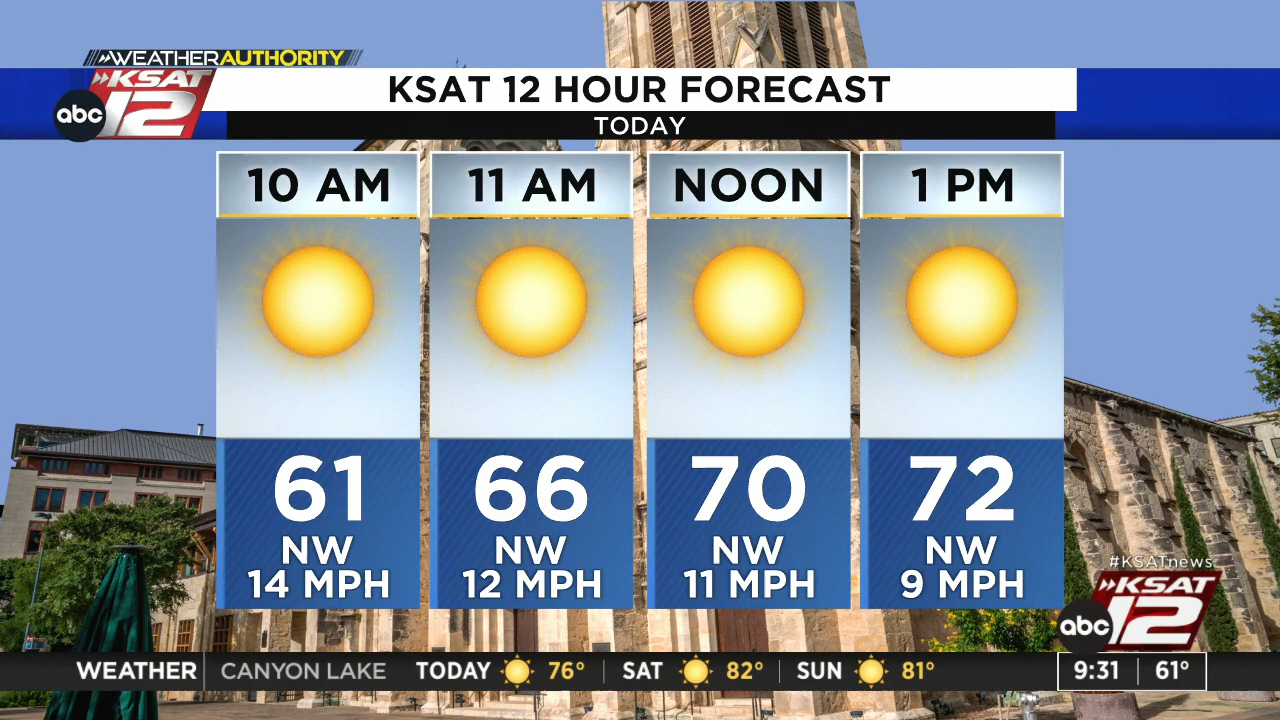 WEATHERAUTHORITY
KSAT
abc 12
KSAT 12 HOUR FORECAST
TODAY
10 AM
11 AM
NOON
1 PM
61
NW
14 MPH
66
NW
12 MPH
70
NW
11 MPH
72
NW
9 MPH
#KSATnews
KSAT
abc 12
WEATHER CANYON LAKE TODAY 76° SAT 82° SUN 81° 9:31 61°